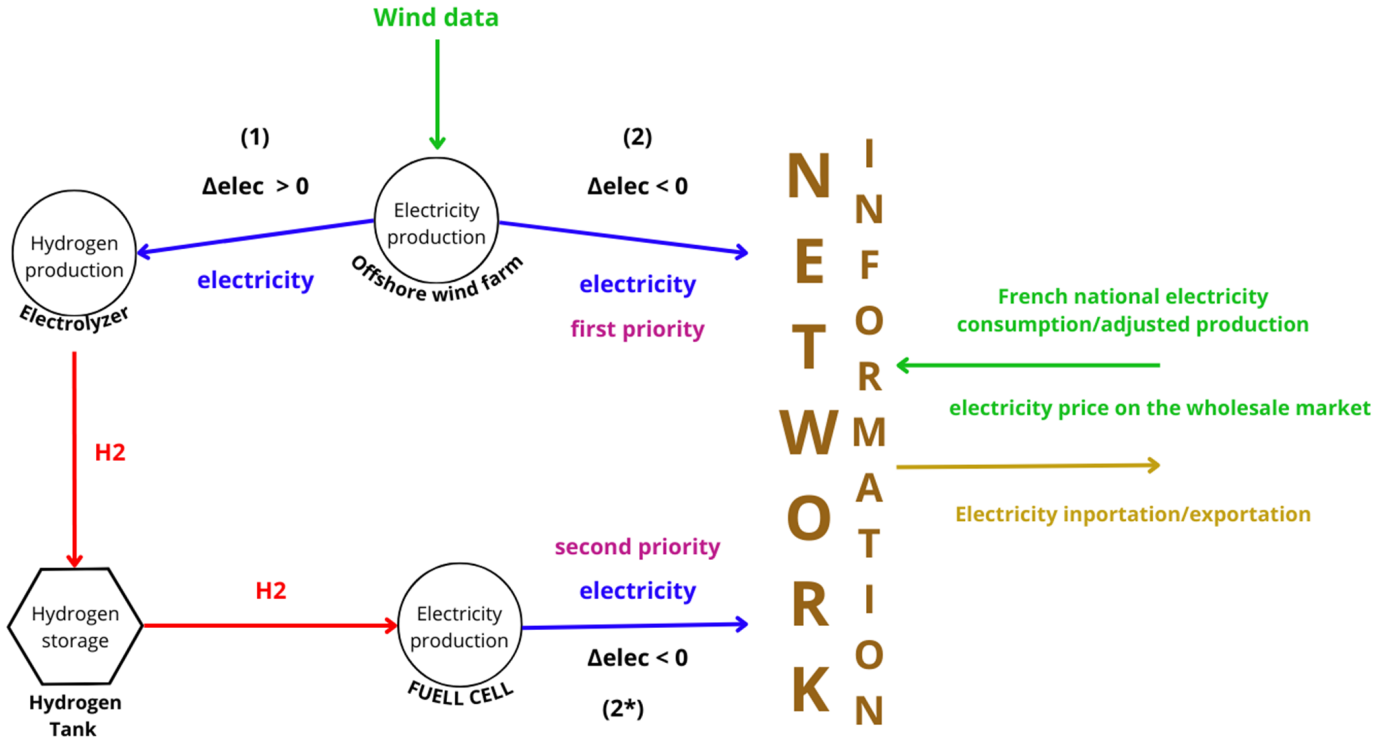 Wind data
(1)
Δelec > 0
(2)
Δelec < 0
Electricity
production
Offshore wind farm
Hydrogen
production
Electrolyzer
electricity
electricity
first priority
NETWORK
INFORMATION
French national electricity
consumption/adjusted production
electricity price on the wholesale market
Electricity inportation/exportation
H2
Hydrogen
storage
Hydrogen
Tank
H2
Electricity
production
FUELL CELL
second priority
electricity
Δelec < 0
(2*)